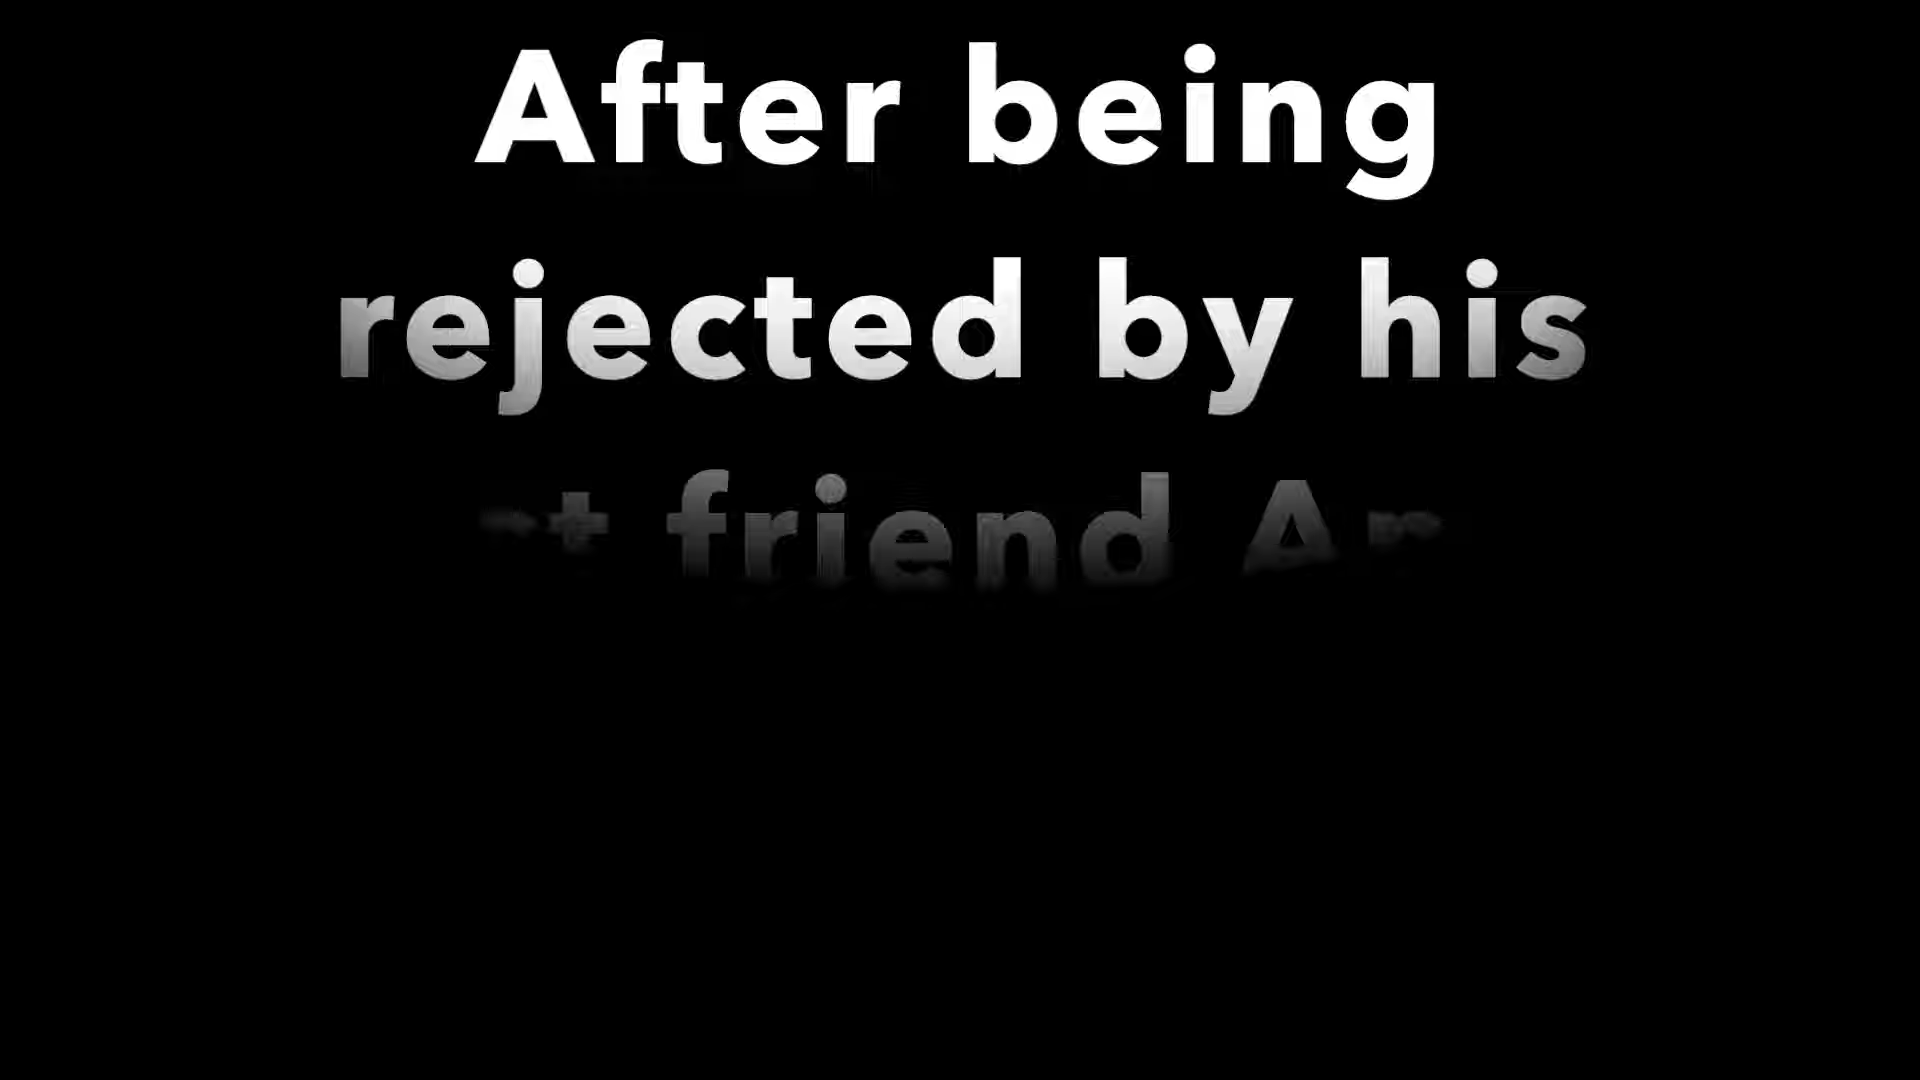 After being
rejected by his
friend